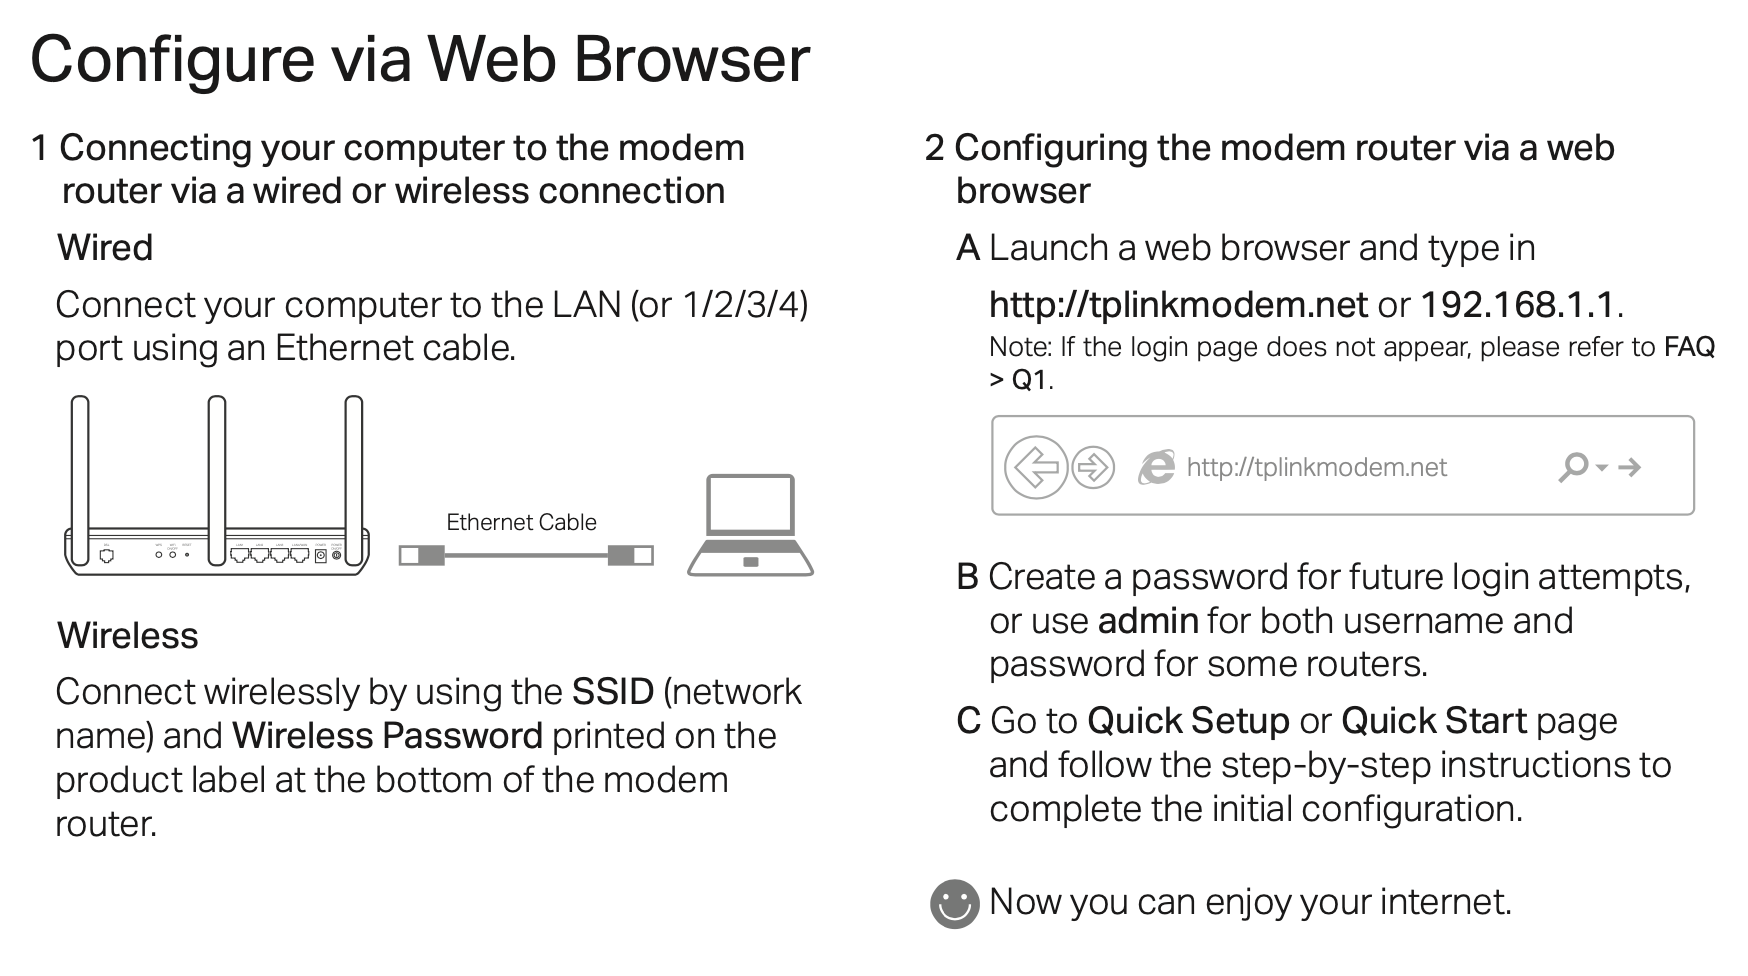 Configure via Web Browser
1 Connecting your computer to the modem
router via a wired or wireless connection
Wired
Connect your computer to the LAN (or 1/2/3/4)
port using an Ethernet cable.
Ethernet Cable
Wireless
Connect wirelessly by using the SSID (network
name) and Wireless Password printed on the
product label at the bottom of the modem
router.
2 Configuring the modem router via a web
browser
A Launch a web browser and type in
http://tplinkmodem.net or 192.168.1.1.
Note: If the login page does not appear, please refer to FAQ
> Q1.
http://tplinkmodem.net
B Create a password for future login attempts,
or use admin for both username and
password for some routers.
C Go to Quick Setup or Quick Start page
and follow the step-by-step instructions to
complete the initial configuration.
Now you can enjoy your internet.